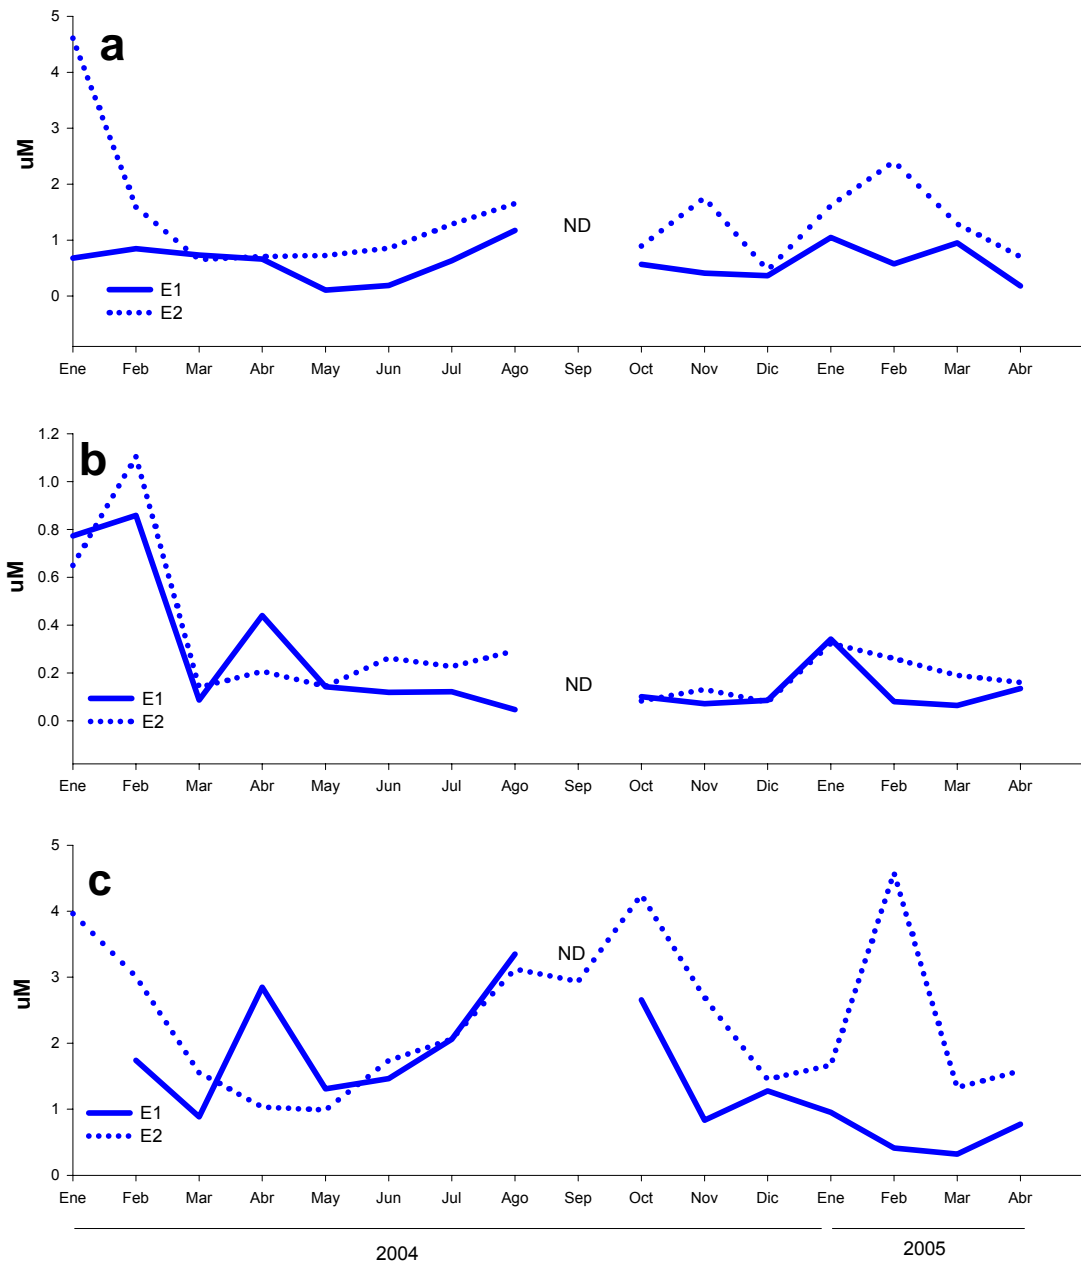 5
a
4
3
uM
2
ND
1
E1
0
E2
Ene Feb Mar Abr May Jun Jul Ago Sep Oct Nov Dic Ene Feb Mar Abr
1.2
b
1.0
0.8
uM
0.6
0.4
0.2
ND
E1
0.0
E2
Ene Feb Mar Abr May Jun Jul Ago Sep Oct Nov Dic Ene Feb Mar Abr
5
c
4
ND
3
uM
2
1
E1
E2
0
Ene Feb Mar Abr May Jun Jul Ago Sep Oct Nov Dic Ene Feb Mar Abr
2004 2005